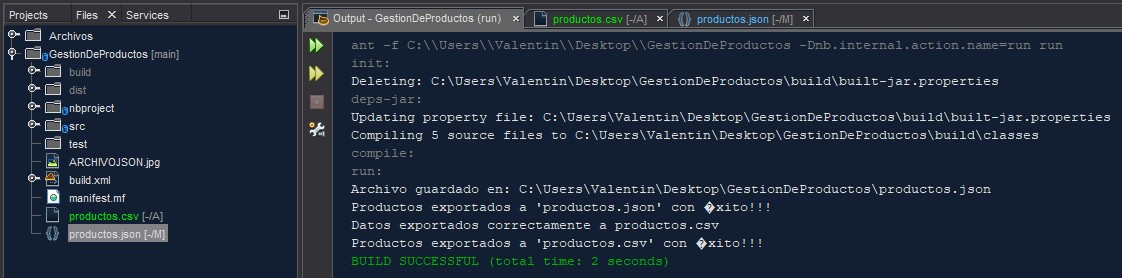 Projects Files Services
Archivos
GestionDeProductos [main]
build
dist
nbproject
src
test
ARCHIVOJSON.jpg
build.xml
manifest.mf
productos.csv [-/A]
productos.json [-/M]
Output - GestionDeProductos (run) productos.csv [-/A] productos.json [-/M]
ant -f C:\\Users\\Valentin\\Desktop\\GestionDeProductos -Dnb.internal.action.name=run run
init:
Deleting: C:\Users\Valentin\Desktop\GestionDeProductos\build\built-jar.properties
deps-jar:
Updating property file: C:\Users\Valentin\Desktop\GestionDeProductos\build\built-jar.properties
Compiling 5 source files to C:\Users\Valentin\Desktop\GestionDeProductos\build\classes
compile:
run:
Archivo guardado en: C:\Users\Valentin\Desktop\GestionDeProductos\productos.json
Productos exportados a 'productos.json' con �xito!!!
Datos exportados correctamente a productos.csv
Productos exportados a 'productos.csv' con �xito!!!
BUILD SUCCESSFUL (total time: 2 seconds)